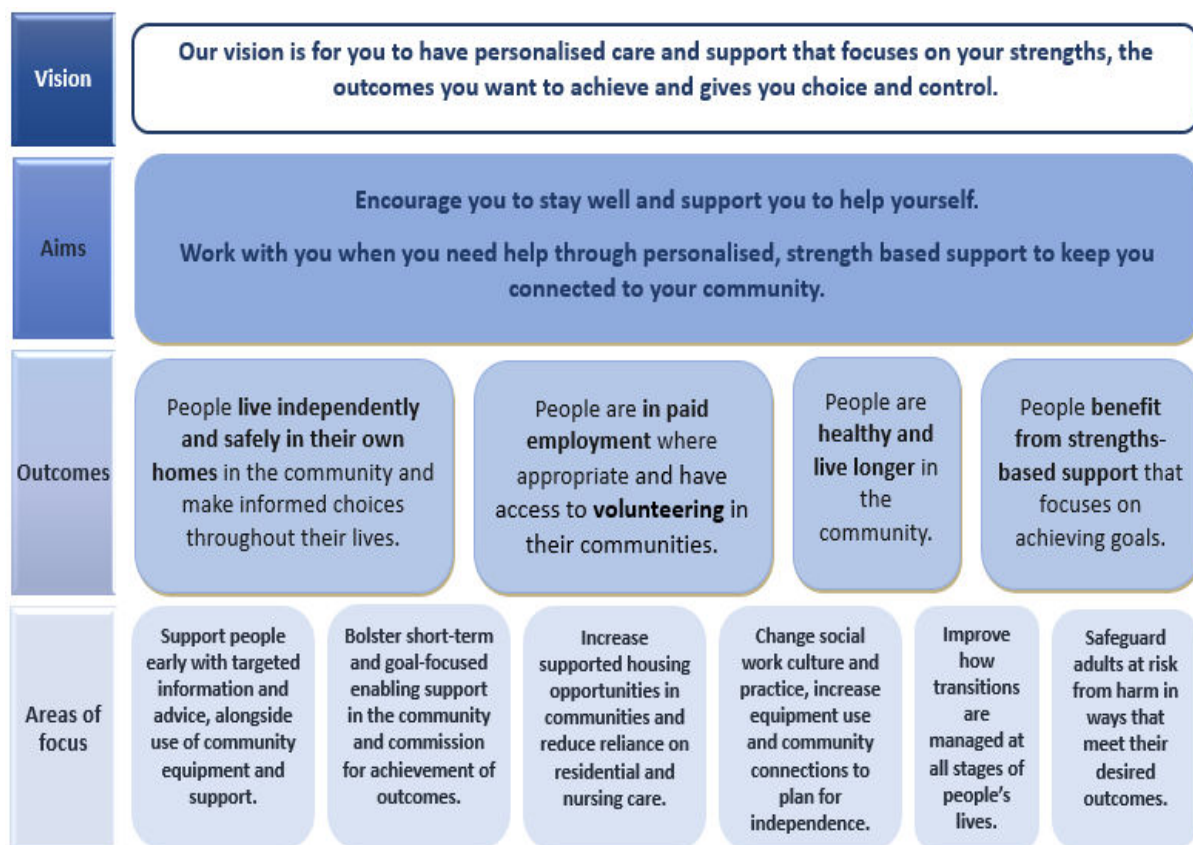 Vision
Our vision is for you to have personalised care and support that focuses on your strengths, the
outcomes you want to achieve and gives you choice and control.
Aims
Encourage you to stay well and support you to help yourself.
Work with you when you need help through personalised, strength based support to keep you
connected to your community.
Outcomes
People live independently
and safely in their own
homes in the community and
make informed choices
throughout their lives.
People are in paid
employment where
appropriate and have
access to volunteering in
their communities.
People are
healthy and
live longer in
the
community.
People benefit
from strengths-
based support that
focuses on
achieving goals.
Areas of
focus
Support people
early with targeted
information and
advice, alongside
use of community
equipment and
support.
Bolster short-term
and goal-focused
enabling support
in the community
and commission
for achievement of
outcomes.
Increase
supported housing
opportunities in
communities and
reduce reliance on
residential and
nursing care.
Change social
work culture and
practice, increase
equipment use
and community
connections to
plan for
independence.
Improve
how
transitions
are
managed at
all stages of
people's
lives.
Safeguard
adults at risk
from harm in
ways that
meet their
desired
outcomes.